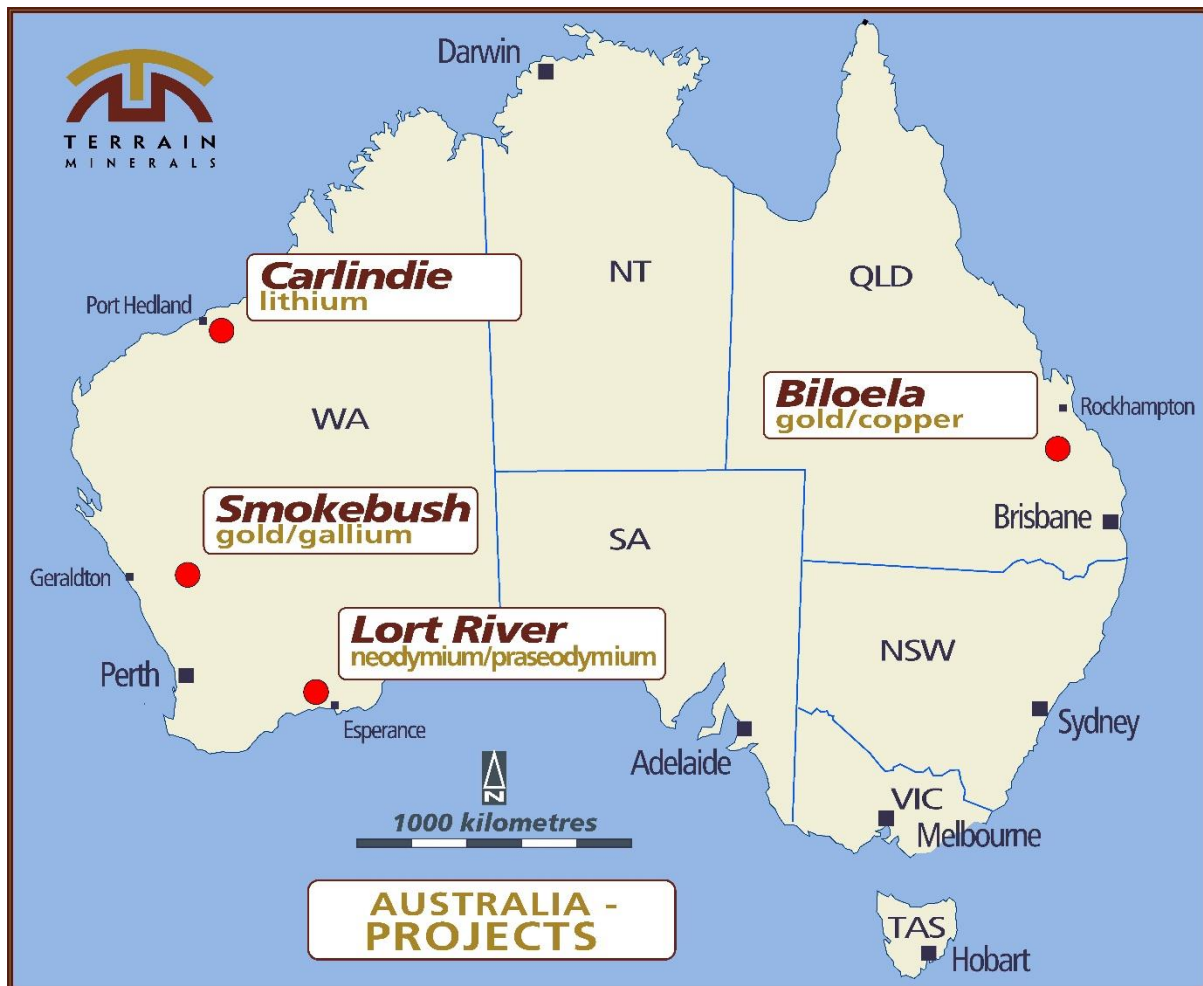 Darwin
TERRAIN
MINERALS
NT
QLD
Carlindie
lithium
Port Hedland
WA
Biloela
gold/copper
Rockhampton
Smokebush
gold/gallium
SA
Brisbane
Geraldton
Lort River
neodymium/praseodymium
NSW
Perth
Esperance
Sydney
Adelaide
N
1000 kilometres
VIC
Melbourne
AUSTRALIA -
PROJECTS
TAS
Hobart